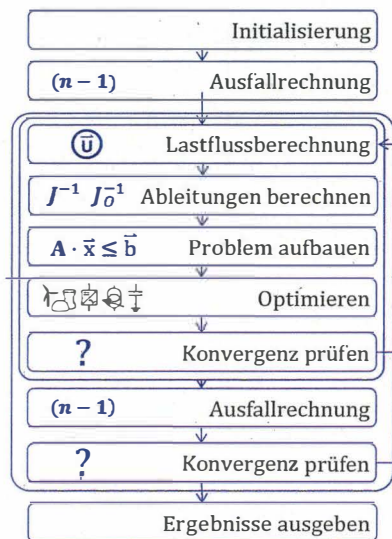 Initialisierung
(n − 1) Ausfallrechnung
ū Lastflussberechnung
J⁻¹ J_O⁻¹ Ableitungen berechnen
A · x⃗ ≤ b⃗ Problem aufbauen
Optimieren
? Konvergenz prüfen
(n − 1) Ausfallrechnung
? Konvergenz prüfen
Ergebnisse ausgeben